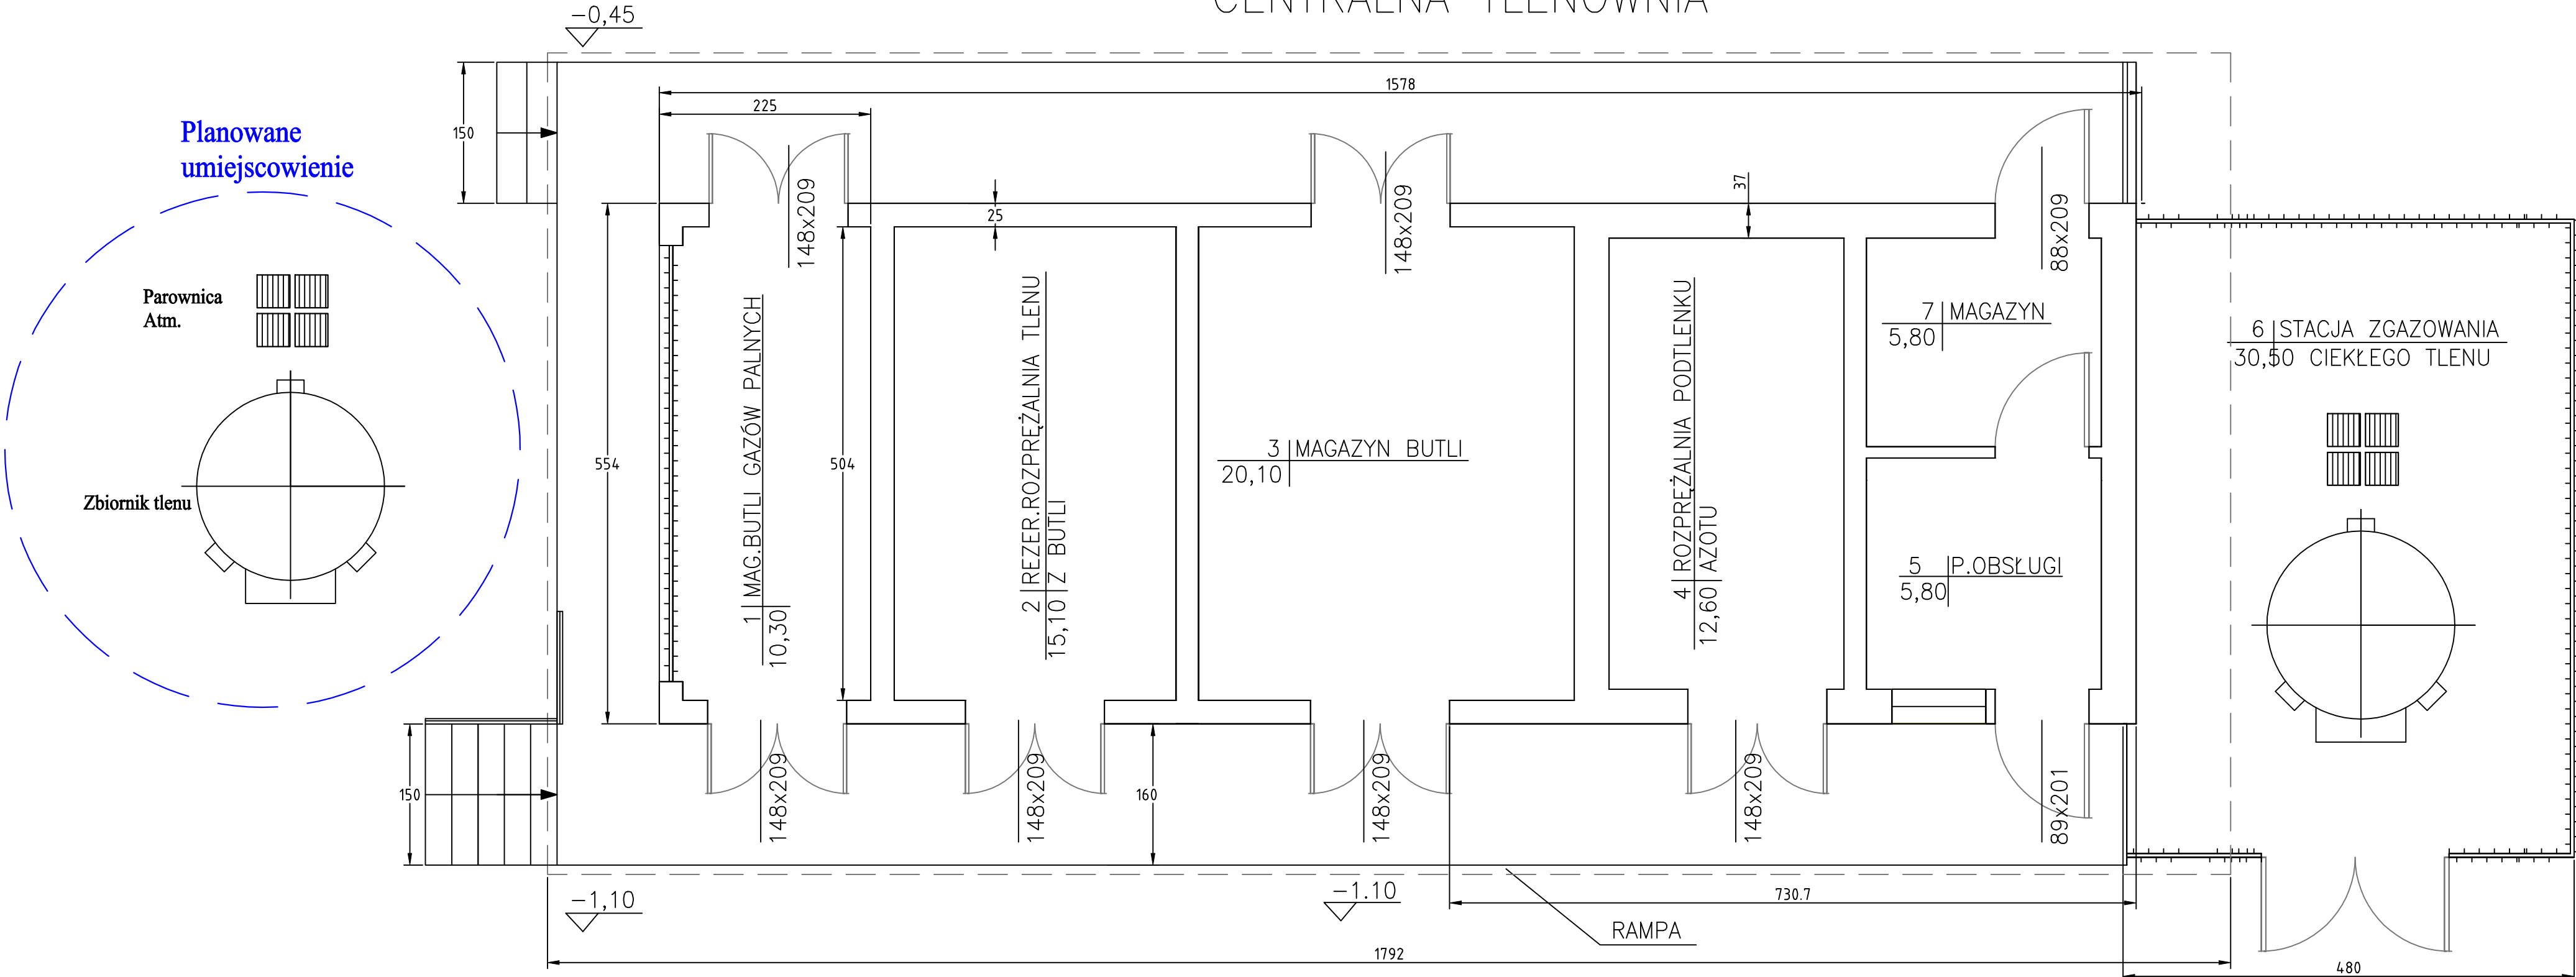 CENTRALNA TLENOWNIA
-0,45
1578
225
150
Planowane
umiejscowienie
148x209
148x209
37
88x209
25
Parownica
Atm.
Zbiornik tlenu
554
504
1 MAG.BUTLI GAZÓW PALNYCH
10,30
2 REZER.ROZPRĘŻALNIA TLENU
15,10 Z BUTLI
3 MAGAZYN BUTLI
20,10
4 ROZPRĘŻALNIA PODTLENKU
12,60 AZOTU
7 MAGAZYN
5,80
5 P.OBSŁUGI
5,80
6 STACJA ZGAZOWANIA
30,50 CIEKŁEGO TLENU
150
148x209
148x209
160
148x209
148x209
89x201
-1,10
-1.10
730.7
RAMPA
1792
480